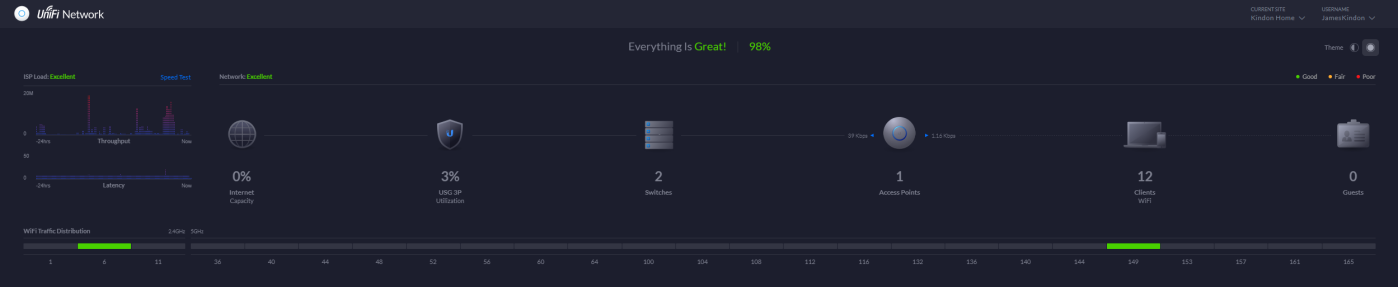 UniFi Network
CURRENT SITE
Kindon Home
USERNAME
JamesKindon
Everything Is Great! 98%
Theme
ISP Load: Excellent
Speed Test
Network: Excellent
Good
Fair
Poor
20M
0
-24hrs
Throughput
Now
50
0
-24hrs
Latency
Now
39 Kbps
1.16 Kbps
0%
Internet
Capacity
3%
USG 3P
Utilization
2
Switches
1
Access Points
12
Clients
WiFi
0
Guests
WiFi Traffic Distribution
2.4GHz
5GHz
1 6 11 36 40 44 48 52 56 60 64 100 104 108 112 116 132 136 140 144 149 153 157 161 165